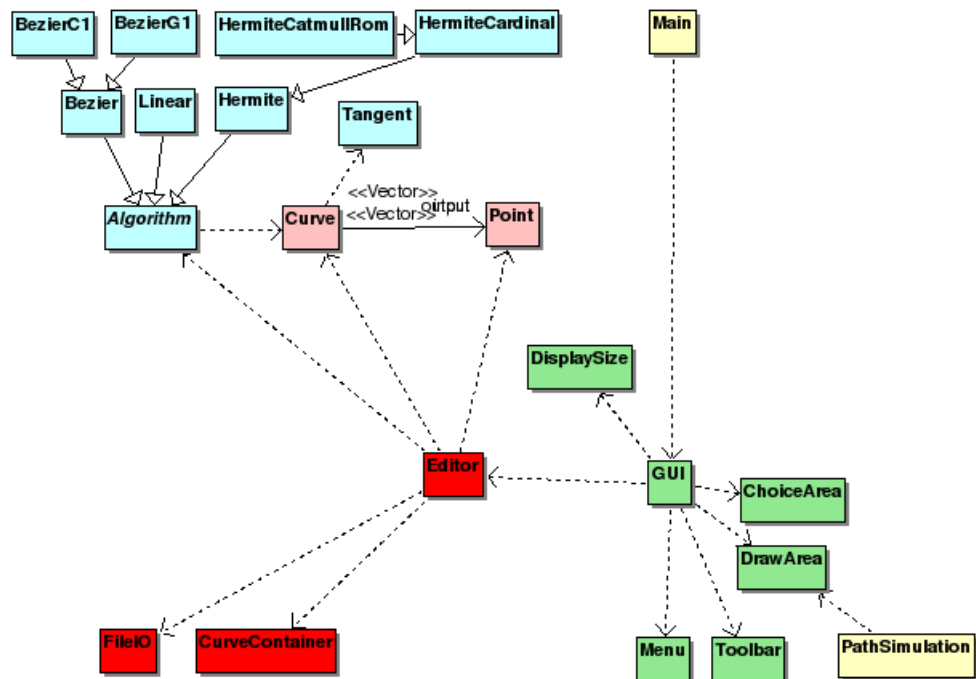 BezierC1
BezierG1
HermiteCatmullRom
HermiteCardinal
Main
Bezier
Linear
Hermite
Tangent
<<Vector>>
output
<<Vector>>
Algorithm
Curve
Point
DisplaySize
Editor
GUI
ChoiceArea
DrawArea
FileIO
CurveContainer
Menu
Toolbar
PathSimulation